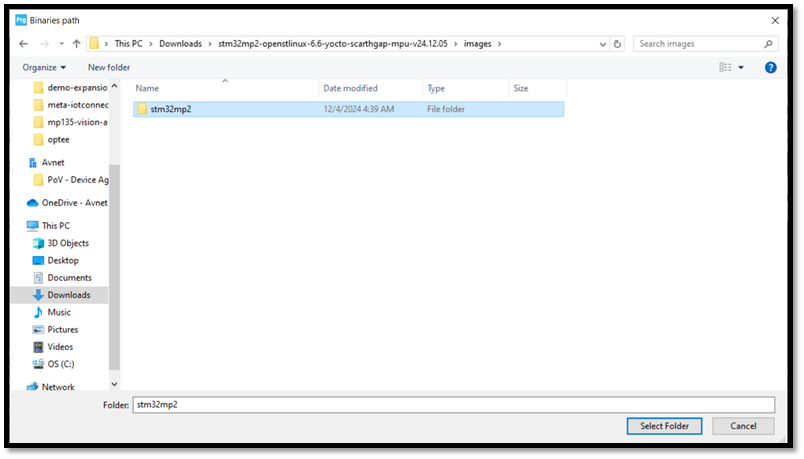 Prg Binaries path
This PC > Downloads > stm32mp2-openstlinux-6.6-yocto-scarthgap-mpu-v24.12.05 > images >
Search images
Organize
New folder
Name
Date modified
Type
Size
stm32mp2
12/4/2024 4:39 AM
File folder
demo-expansio
meta-iotconnec
mp135-vision-a
optee
Avnet
PoV - Device Ag
OneDrive - Avnet
This PC
3D Objects
Desktop
Documents
Downloads
Music
Pictures
Videos
OS (C:)
Network
Folder: stm32mp2
Select Folder
Cancel